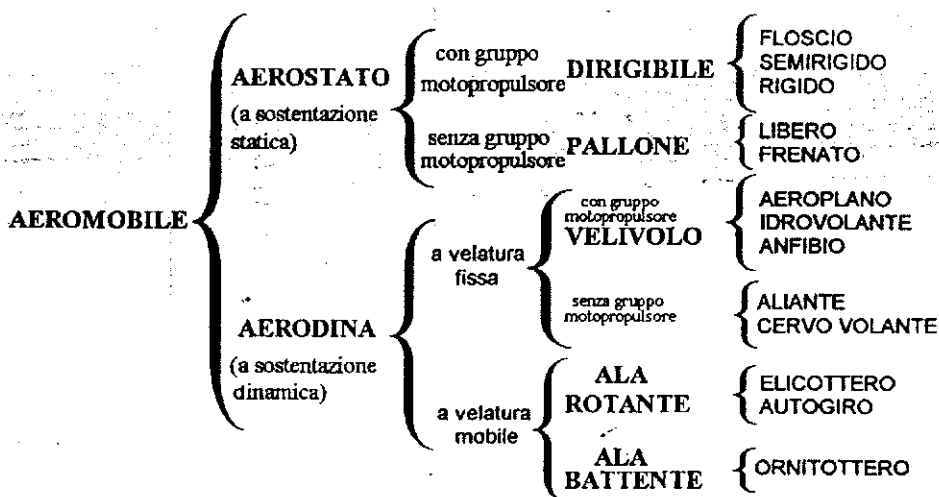 AEROMOBILE
AEROSTATO
(a sostentazione
statica)
con gruppo
motopropulsore DIRIGIBILE
FLOSCIO
SEMIRIGIDO
RIGIDO
senza gruppo
motopropulsore PALLONE
LIBERO
FRENATO
AERODINA
(a sostentazione
dinamica)
a velatura
fissa
con gruppo
motopropulsore
VELIVOLO
AEROPLANO
IDROVOLANTE
ANFIBIO
senza gruppo
motopropulsore
ALIANTE
CERVO VOLANTE
a velatura
mobile
ALA
ROTANTE
ELICOTTERO
AUTOGIRO
ALA
BATTENTE
ORNITOTTERO